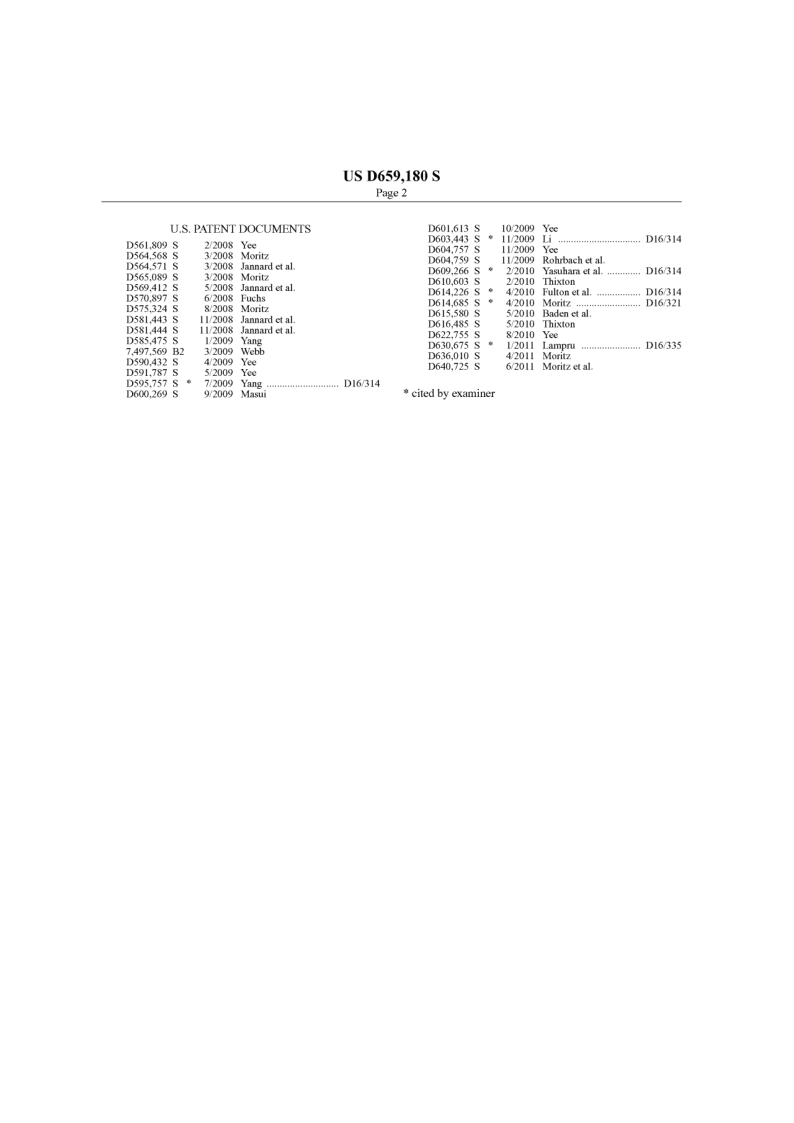 US D659,180 S
Page 2
U.S. PATENT DOCUMENTS
D561,809 S 2/2008 Yee
D564,568 S 3/2008 Moritz
D564,571 S 3/2008 Jannard et al.
D565,089 S 3/2008 Moritz
D569,412 S 5/2008 Jannard et al.
D570,897 S 6/2008 Fuchs
D575,324 S 8/2008 Moritz
D581,443 S 11/2008 Jannard et al.
D581,444 S 11/2008 Jannard et al.
D585,475 S 1/2009 Yang
7,497,569 B2 3/2009 Webb
D590,432 S 4/2009 Yee
D591,787 S 5/2009 Yee
D595,757 S * 7/2009 Yang ............................ D16/314
D600,269 S 9/2009 Masui
D601,613 S 10/2009 Yee
D603,443 S * 11/2009 Li ................................ D16/314
D604,757 S 11/2009 Yee
D604,759 S 11/2009 Rohrbach et al.
D609,266 S * 2/2010 Yasuhara et al. ............. D16/314
D610,603 S 2/2010 Thixton
D614,226 S * 4/2010 Fulton et al. ................. D16/314
D614,685 S * 4/2010 Moritz ......................... D16/321
D615,580 S 5/2010 Baden et al.
D616,485 S 5/2010 Thixton
D622,755 S 8/2010 Yee
D630,675 S * 1/2011 Lampru ....................... D16/335
D636,010 S 4/2011 Moritz
D640,725 S 6/2011 Moritz et al.
* cited by examiner